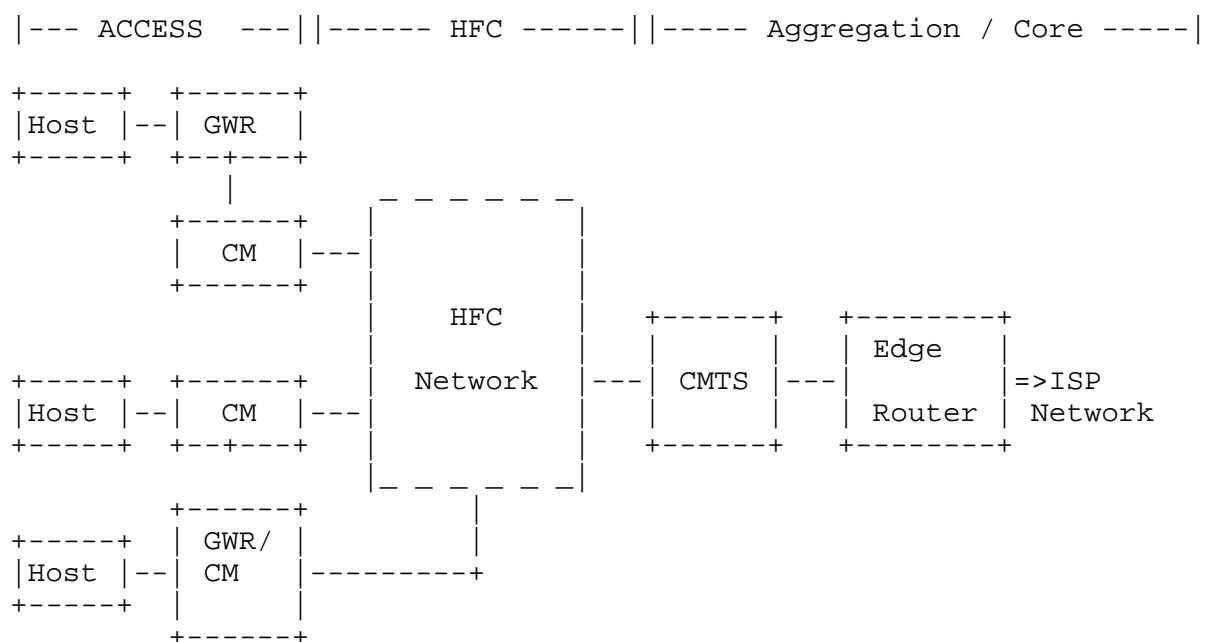 |--- ACCESS ---||------ HFC ------||----- Aggregation / Core -----|
Host GWR
CM
HFC
Edge
Host CM Network CMTS =>ISP
Router Network
GWR/
Host CM